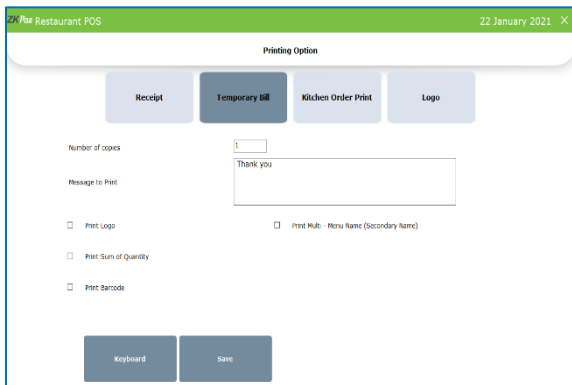 ZKPos Restaurant POS 22 January 2021 X
Printing Option
Receipt Temporary Bill Kitchen Order Print Logo
Number of copies 1
Thank you
Message to Print
Print Logo Print Multi - Menu Name (Secondary Name)
Print Sum of Quantity
Print Barcode
Keyboard Save